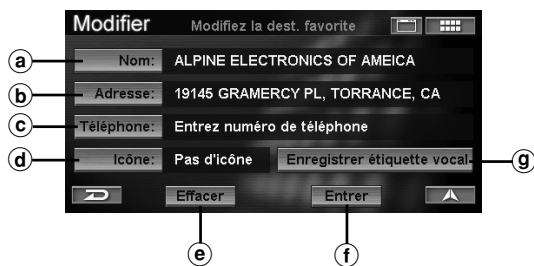 Modifier Modifiez la dest. favorite
a Nom: ALPINE ELECTRONICS OF AMEICA
b Adresse: 19145 GRAMERCY PL, TORRANCE, CA
c Téléphone: Entrez numéro de téléphone
d Icône: Pas d'icône Enregistrer étiquette vocal g
Effacer Entrer
e f